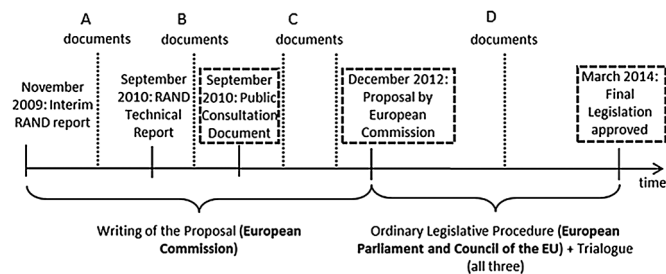 A
documents
B
documents
C
documents
D
documents
November
2009: Interim
RAND report
September
2010: RAND
Technical
Report
September
2010: Public
Consultation
Document
December 2012:
Proposal by
European
Commission
March 2014:
Final
Legislation
approved
time
Writing of the Proposal (European
Commission)
Ordinary Legislative Procedure (European
Parliament and Council of the EU) + Trialogue
(all three)